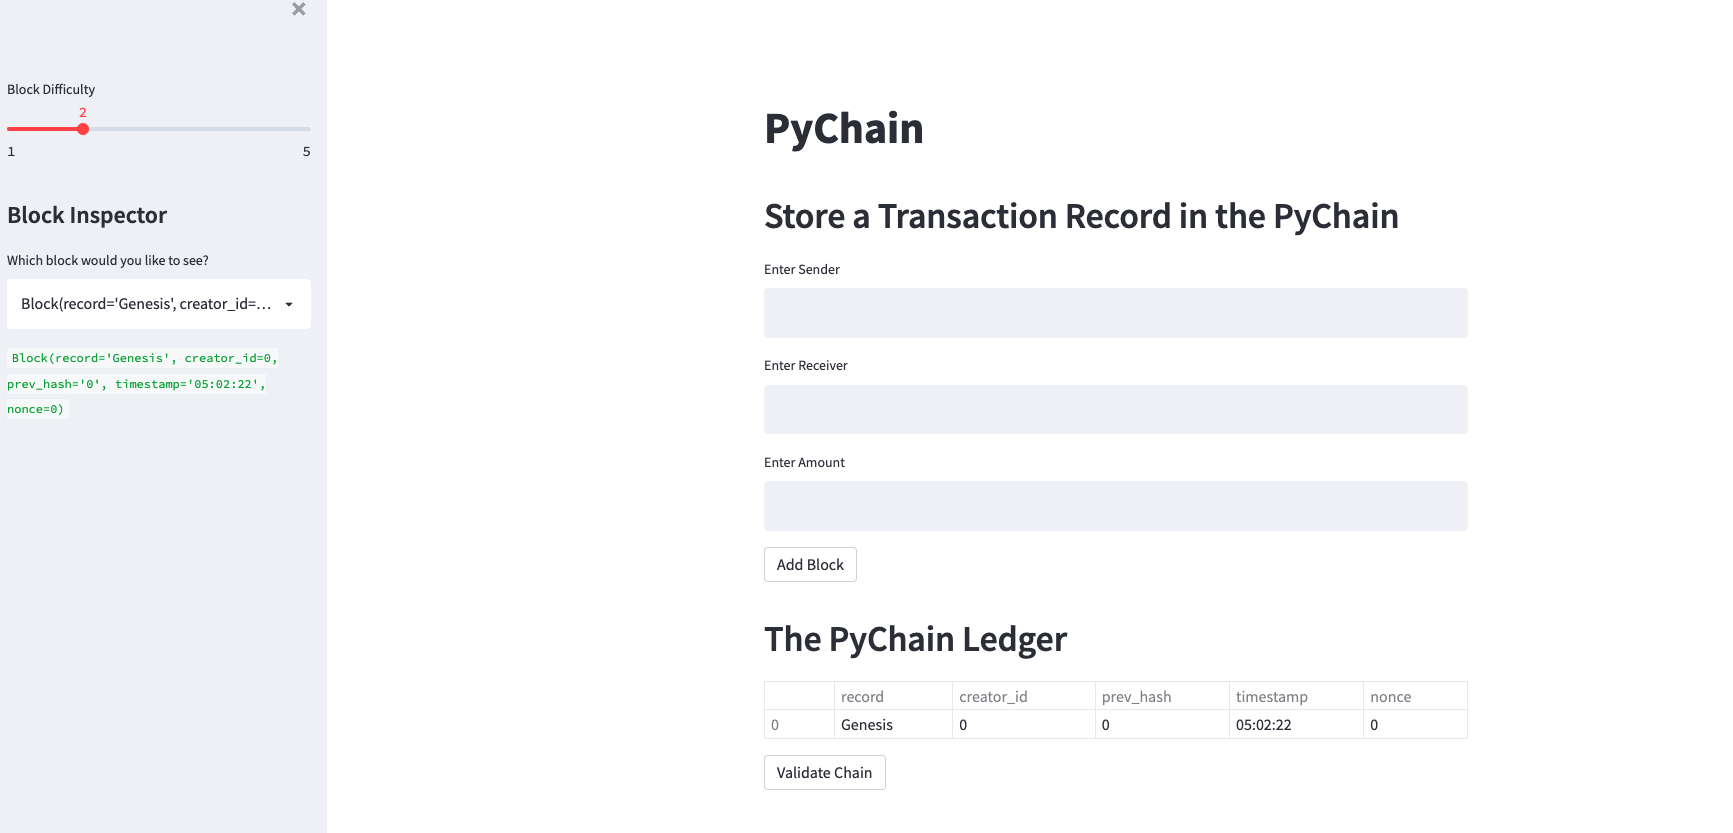 Block Difficulty
2
1 5
Block Inspector
Which block would you like to see?
Block(record='Genesis', creator_id=...
Block(record='Genesis', creator_id=0,
prev_hash='0', timestamp='05:02:22',
nonce=0)
PyChain
Store a Transaction Record in the PyChain
Enter Sender
Enter Receiver
Enter Amount
Add Block
The PyChain Ledger
record creator_id prev_hash timestamp nonce
0 Genesis 0 0 05:02:22 0
Validate Chain